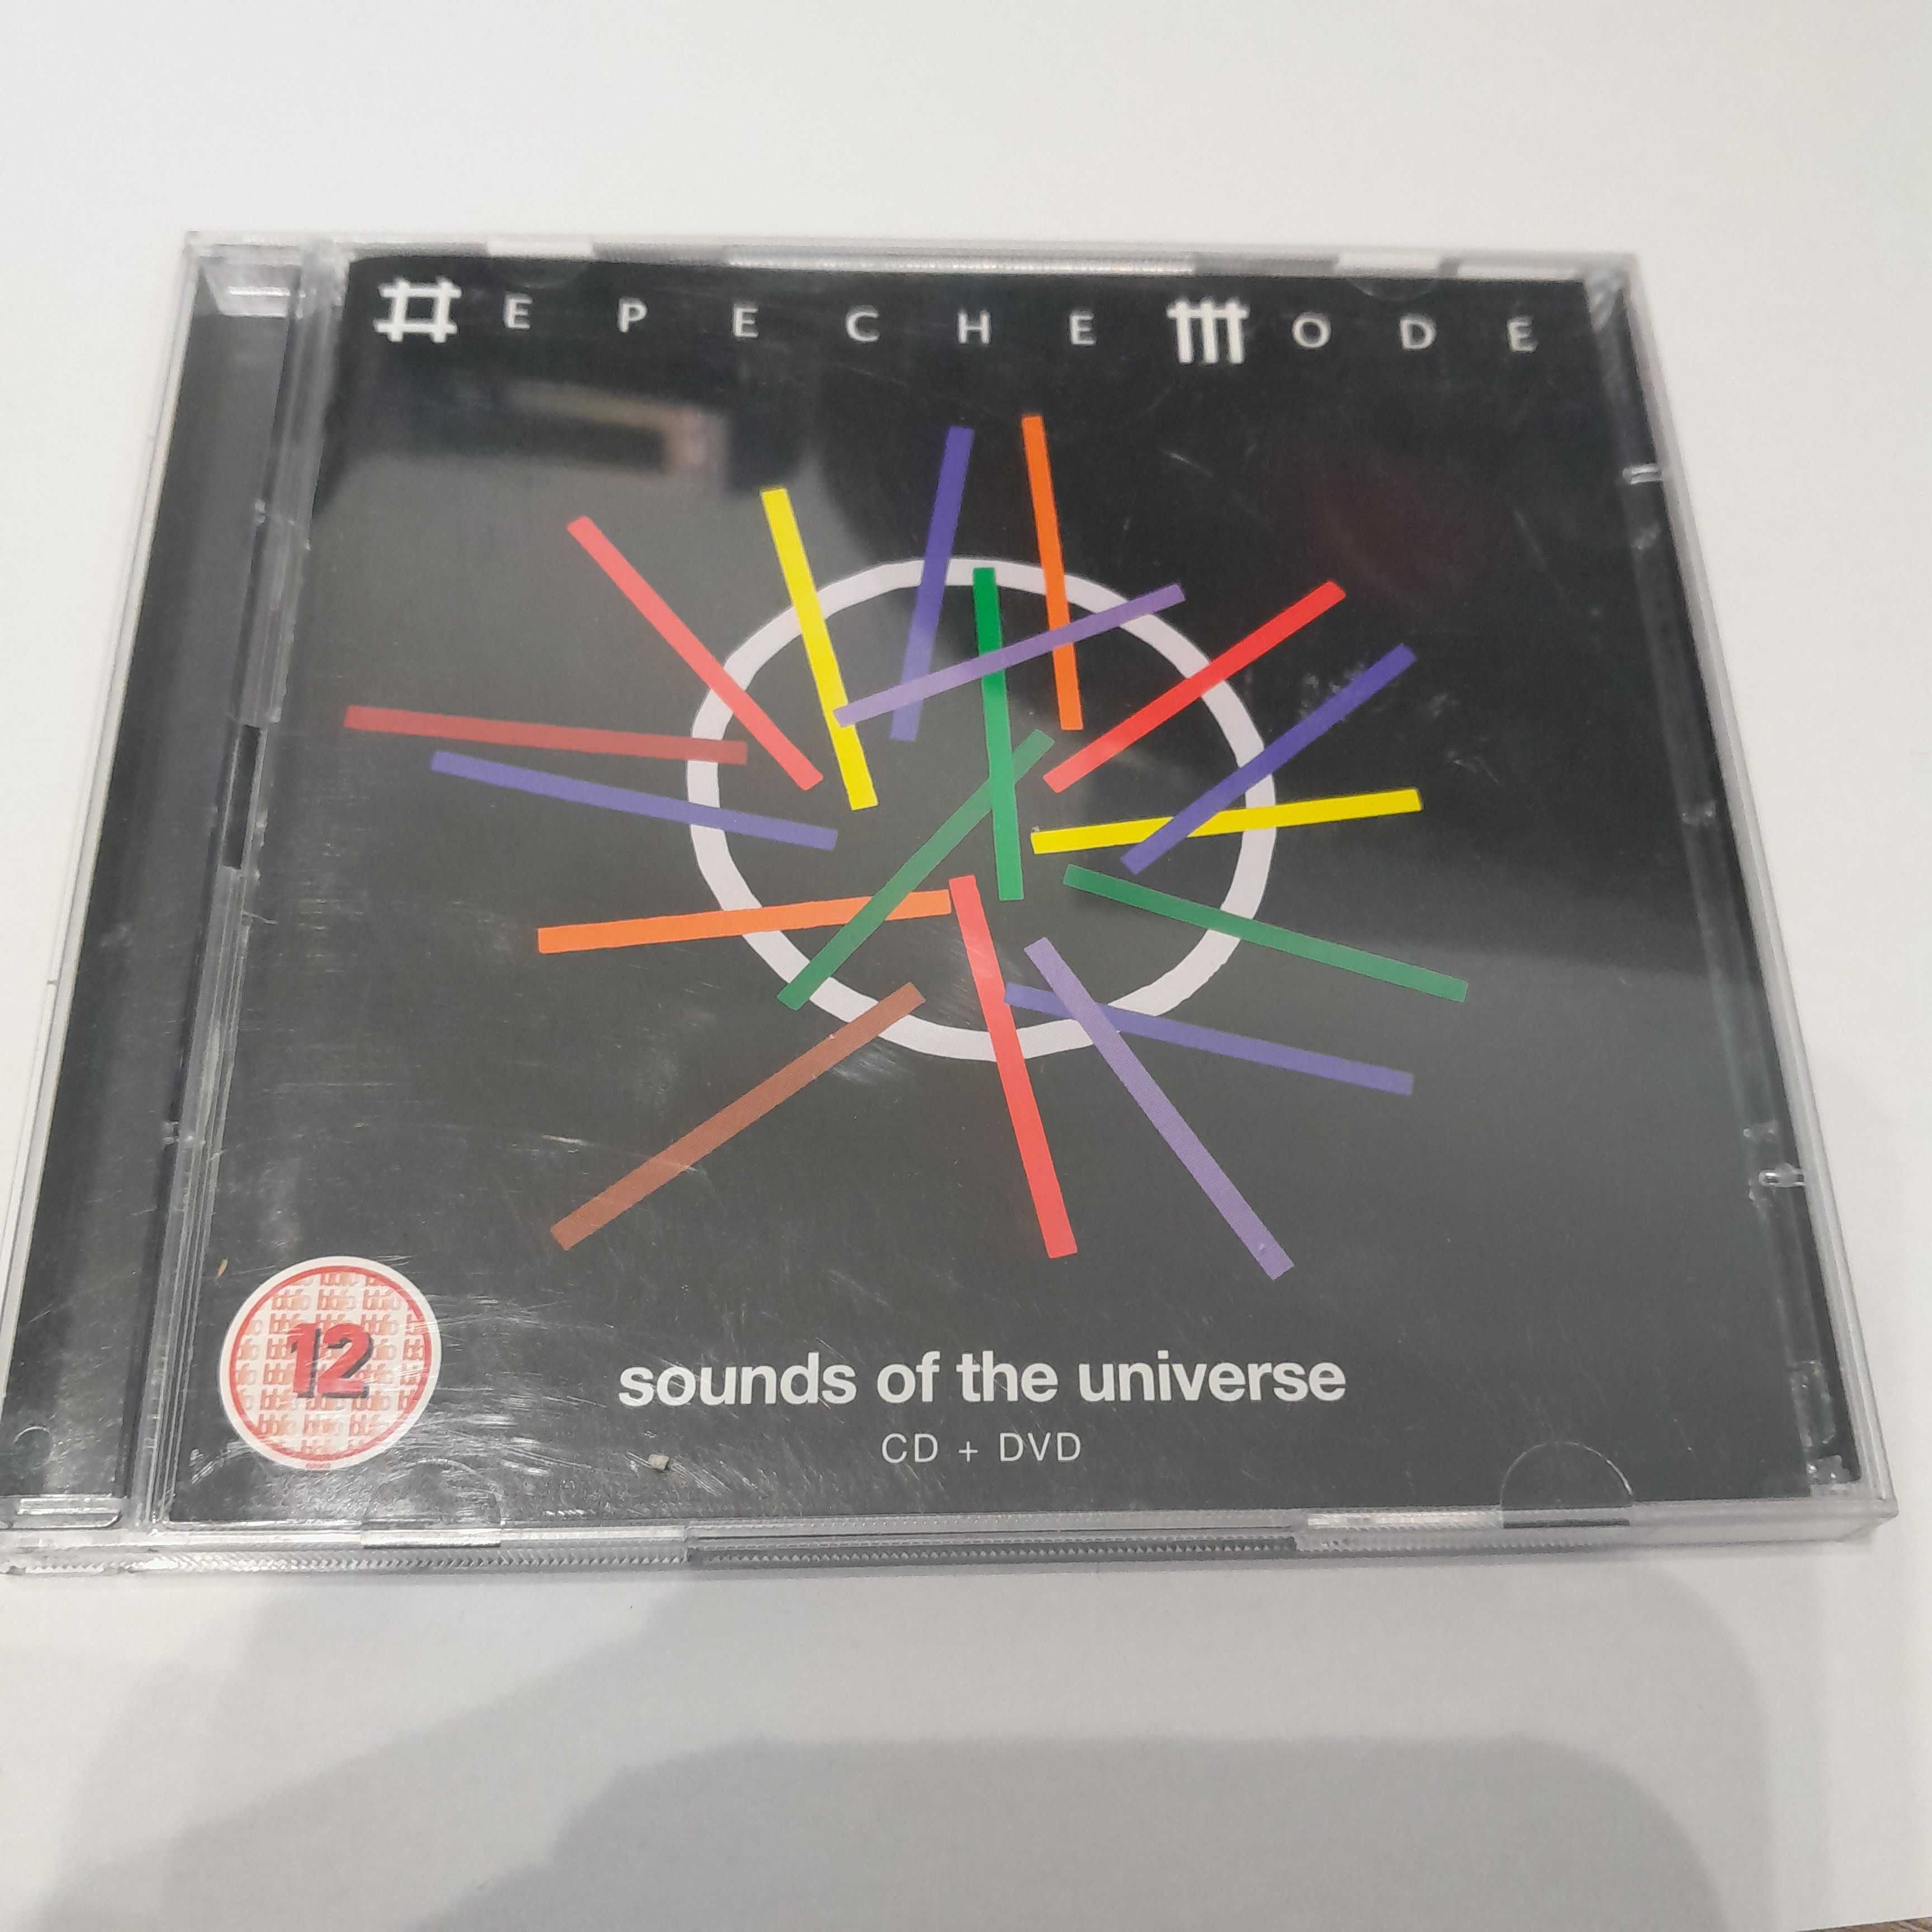 DEPECHE MODE
12
sounds of the universe
CD + DVD